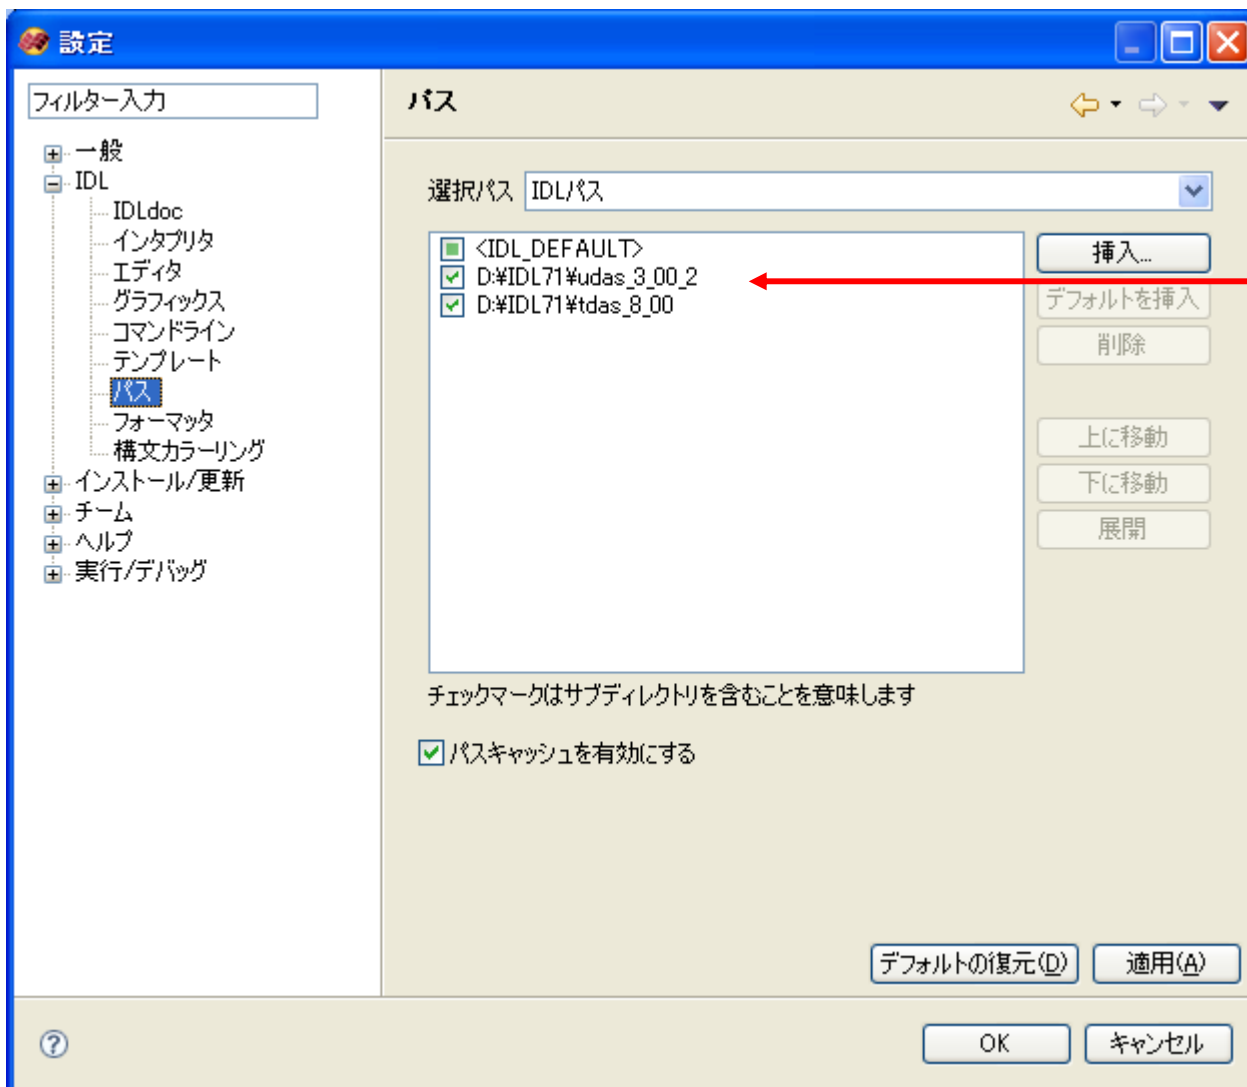 設定
フィルター入力
一般
IDL
IDLdoc
インタプリタ
エディタ
グラフィックス
コマンドライン
テンプレート
パス
フォーマッタ
構文カラーリング
インストール/更新
チーム
ヘルプ
実行/デバッグ
パス
選択パス IDLパス
<IDL_DEFAULT>
D:¥IDL71¥udas_3_00_2
D:¥IDL71¥tdas_8_00
挿入...
デフォルトを挿入
削除
上に移動
下に移動
展開
チェックマークはサブディレクトリを含むことを意味します
パスキャッシュを有効にする
デフォルトの復元(D) 適用(A)
OK キャンセル